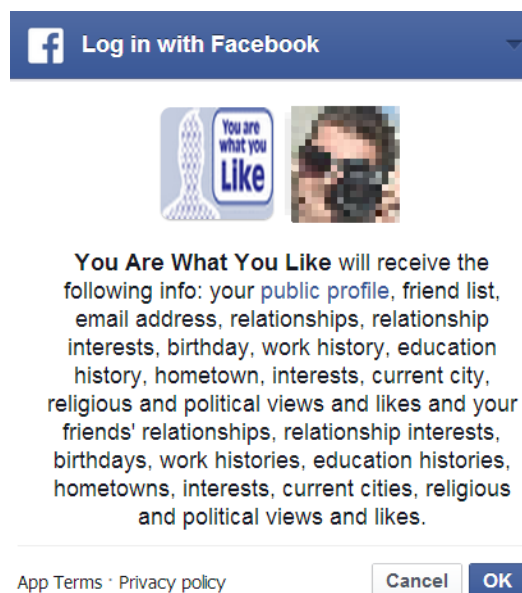 Log in with Facebook
You are
what you
Like
You Are What You Like will receive the
following info: your public profile, friend list,
email address, relationships, relationship
interests, birthday, work history, education
history, hometown, interests, current city,
religious and political views and likes and your
friends' relationships, relationship interests,
birthdays, work histories, education histories,
hometowns, interests, current cities, religious
and political views and likes.
App Terms · Privacy policy
Cancel OK